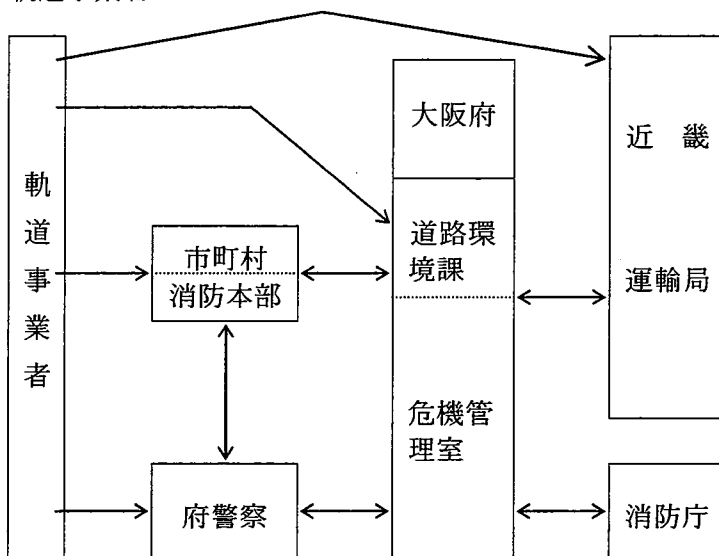 軌道事業者
市町村
消防本部
府警察
大阪府
道路環
境課
危機管
理室
近 畿
運輸局
消防庁